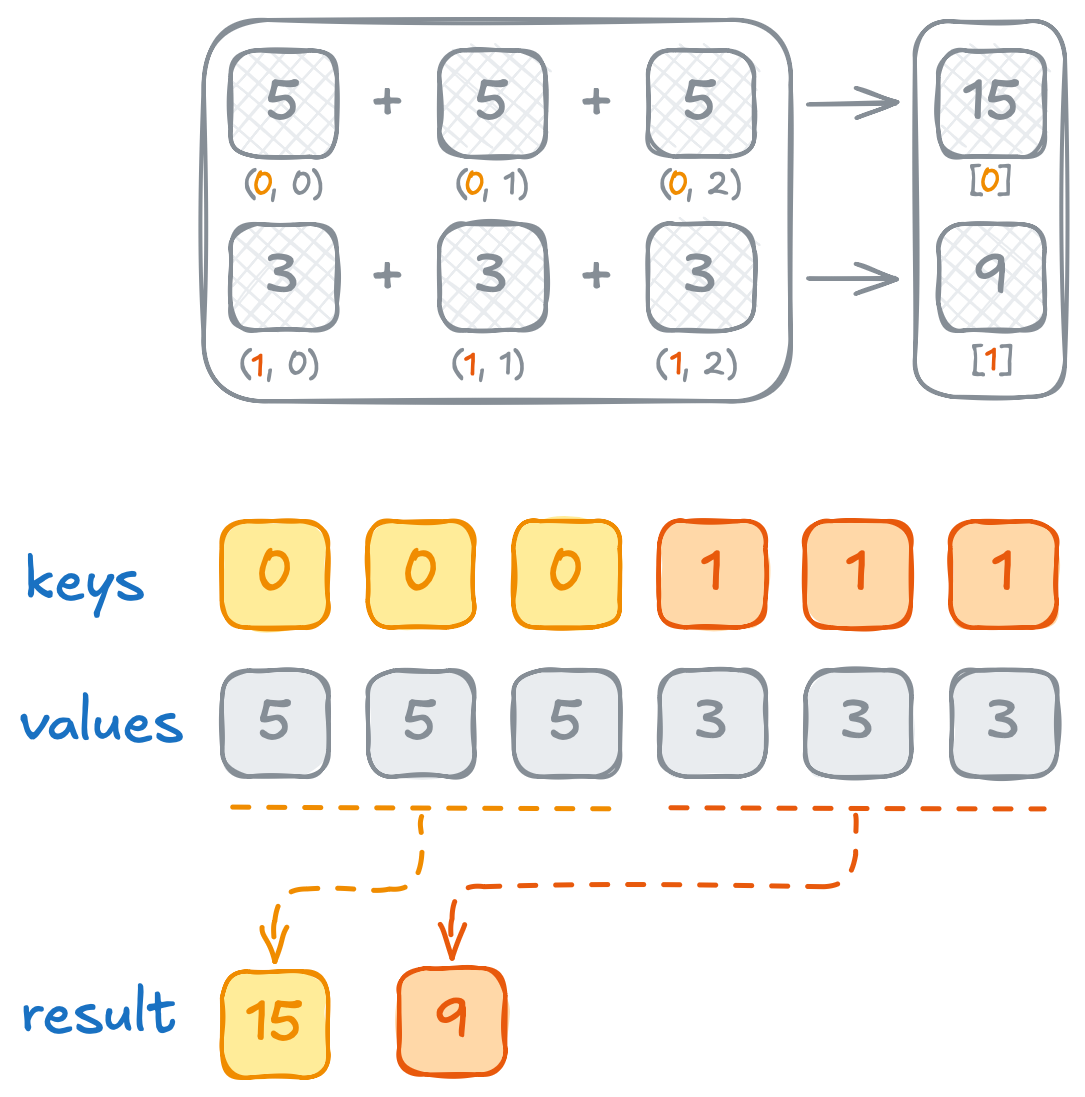 5 + 5 + 5 15
(0, 0) (0, 1) (0, 2) [0]
3 + 3 + 3 9
(1, 0) (1, 1) (1, 2) [1]
keys 0 0 0 1 1 1
values 5 5 5 3 3 3
result 15 9